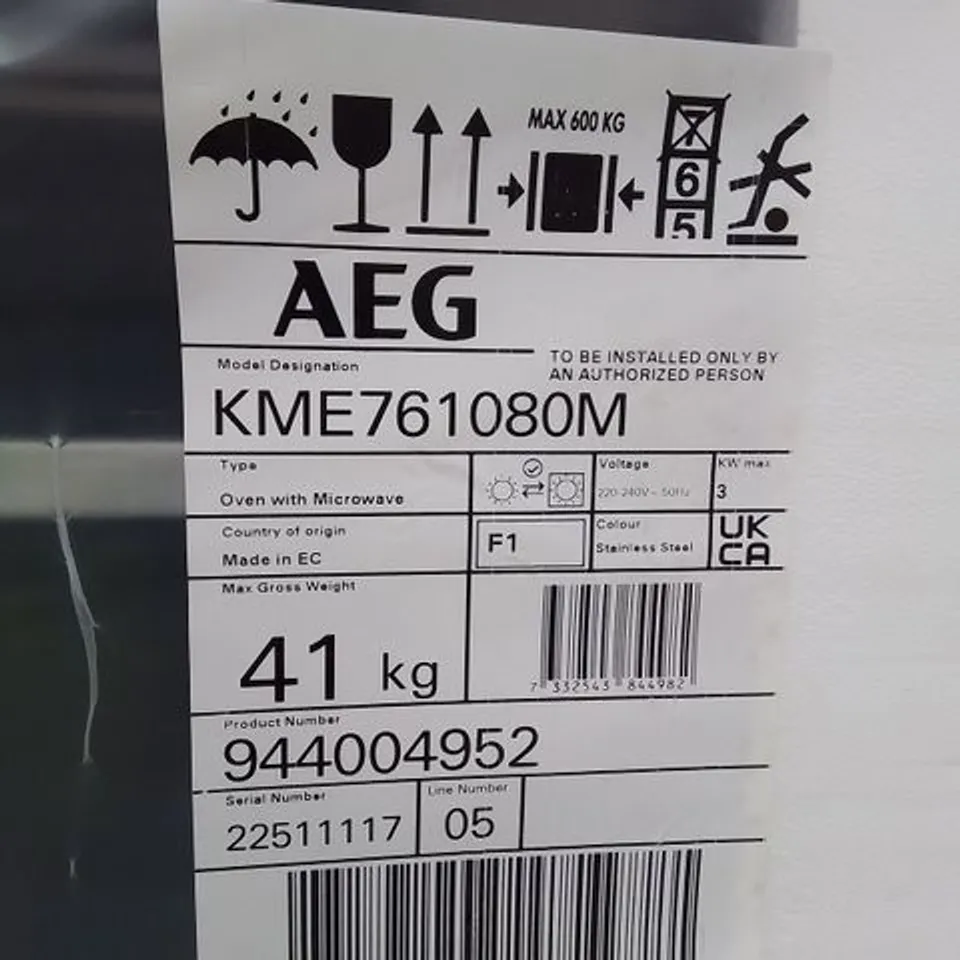 MAX 600 KG
7
6
5
AEG
Model Designation
TO BE INSTALLED ONLY BY
AN AUTHORIZED PERSON
KME761080M
Type
Oven with Microwave
Voltage
220-240V~ 50Hz
KW max
3
Country of origin
Made in EC
F1
Colour
Stainless Steel
UK
CA
Max Gross Weight
41 kg
7 332543 844982
Product Number
944004952
Serial Number
22511117
Line Number
05